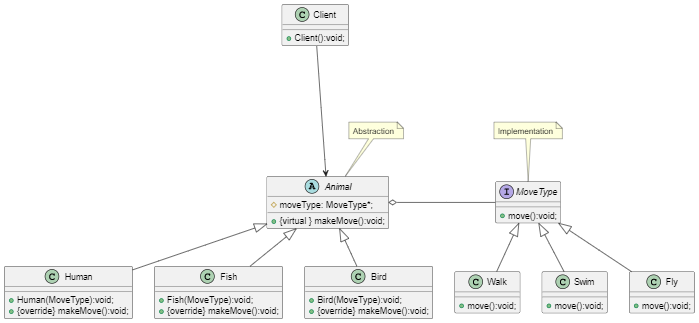 C Client
Client():void;
Abstraction
Implementation
A Animal
moveType: MoveType*;
{virtual } makeMove():void;
I MoveType
move():void;
C Human
Human(MoveType):void;
{override} makeMove():void;
C Fish
Fish(MoveType):void;
{override} makeMove():void;
C Bird
Bird(MoveType):void;
{override} makeMove():void;
C Walk
move():void;
C Swim
move():void;
C Fly
move():void;